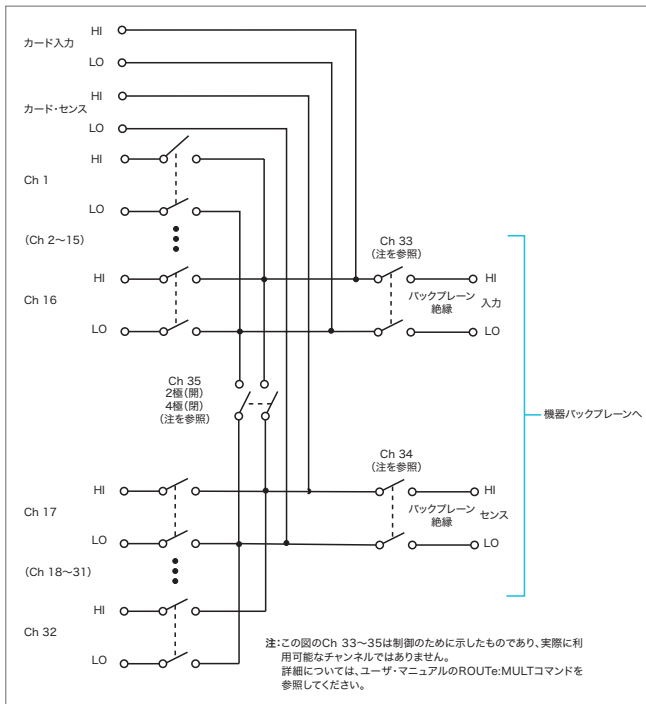 カード入力
HI
LO
カード・センス
HI
LO
Ch 1
HI
LO
(Ch 2～15)
Ch 16
HI
LO
Ch 33
(注を参照)
バックプレーン
絶縁
HI
入力
LO
Ch 35
2極(開)
4極(閉)
(注を参照)
機器バックプレーンへ
Ch 34
(注を参照)
Ch 17
HI
LO
バックプレーン
絶縁
HI
センス
LO
(Ch 18～31)
Ch 32
HI
LO
注:この図のCh 33～35は制御のために示したものであり、実際に利
用可能なチャンネルではありません。
詳細については、ユーザ・マニュアルのROUTe:MULTコマンドを
参照してください。